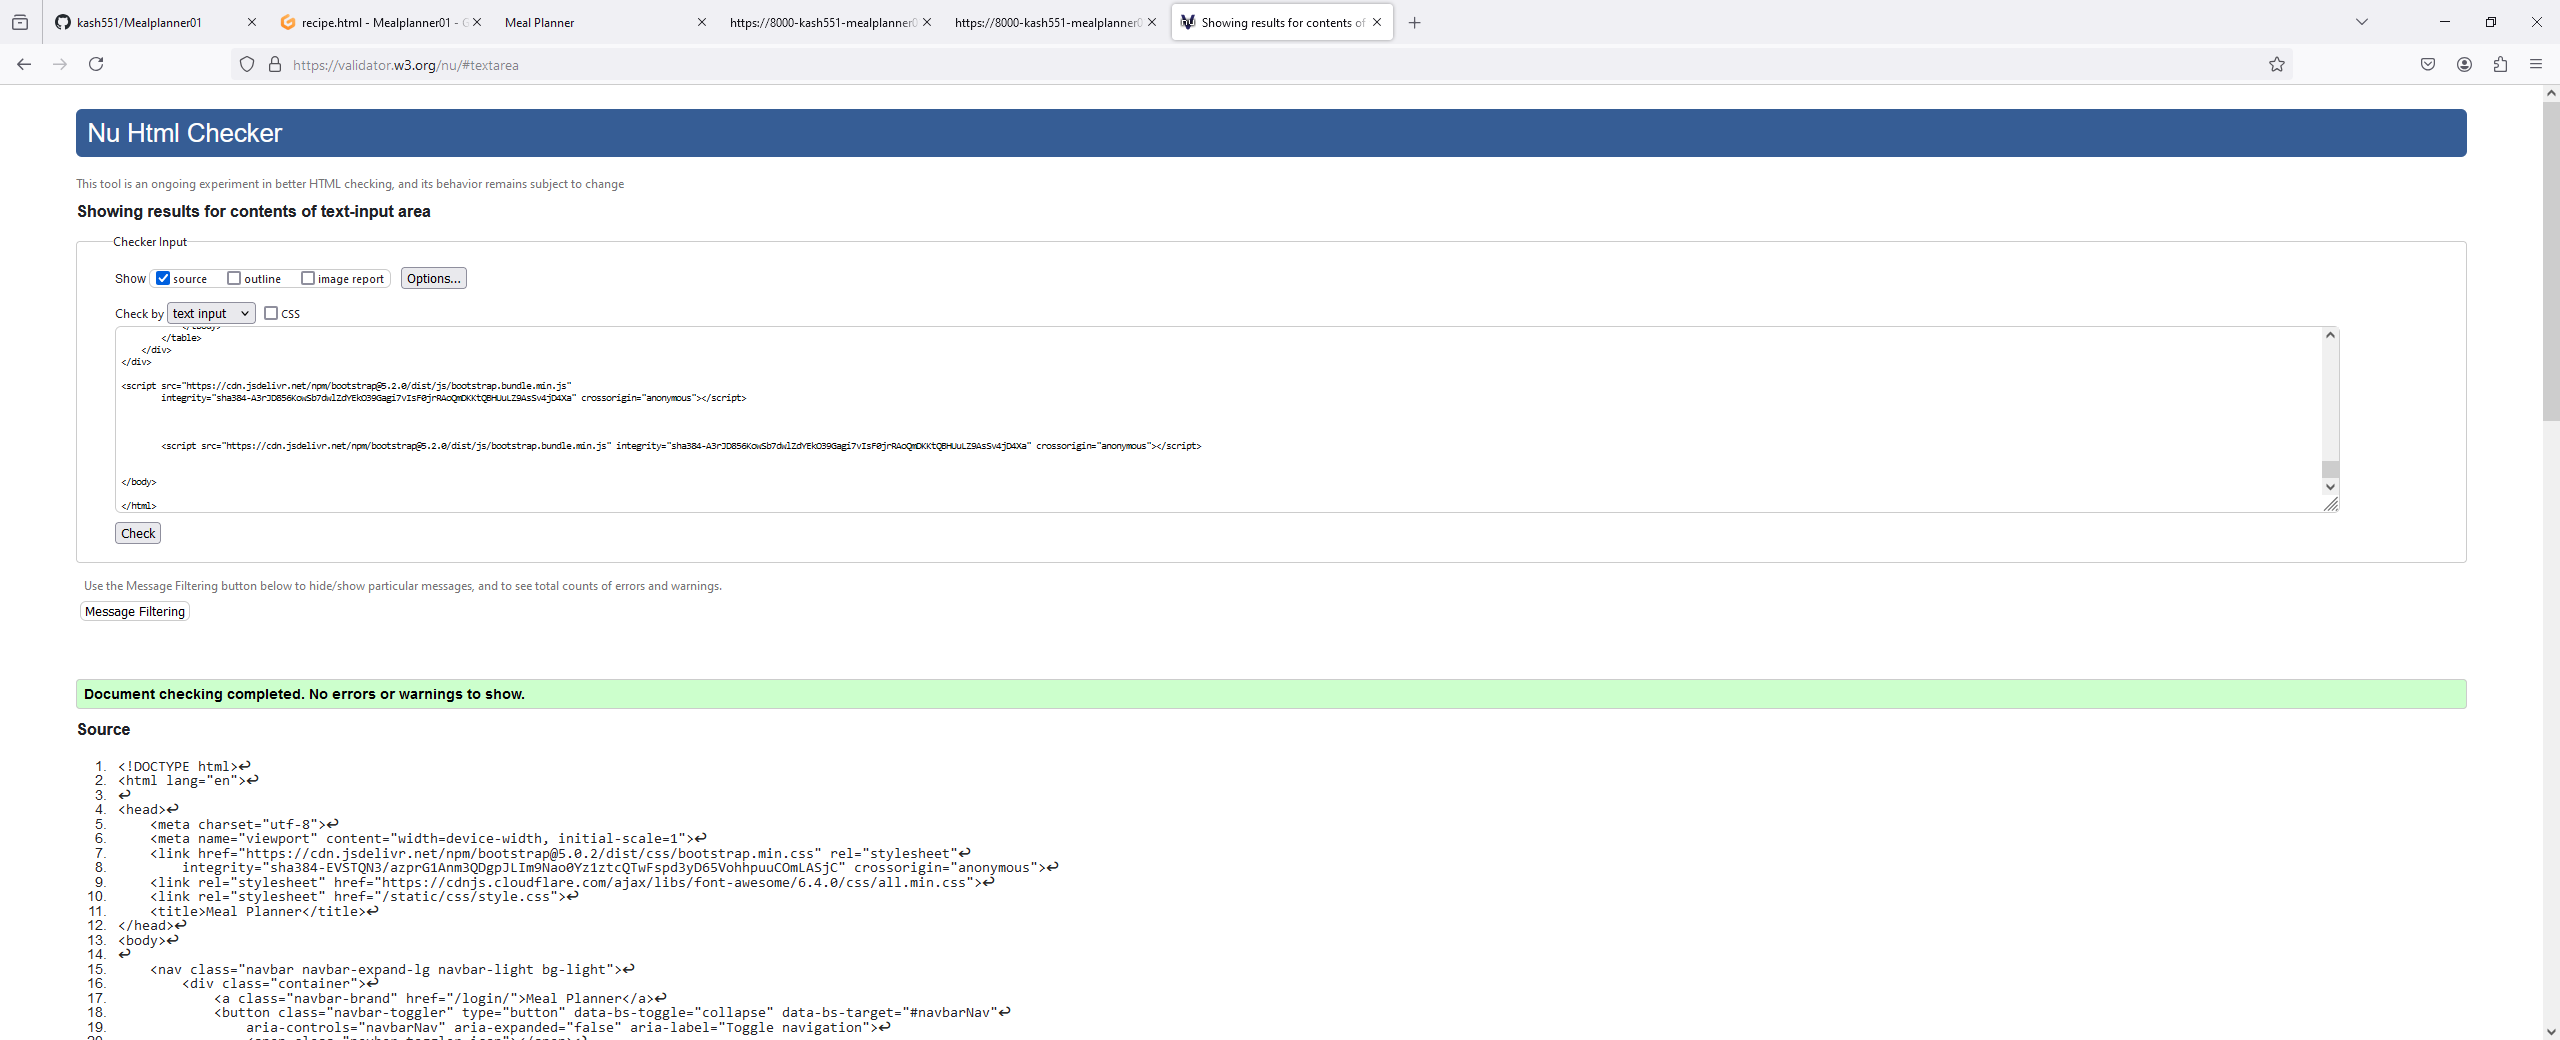 kash551/Mealplanner01
recipe.html - Mealplanner01 - G
Meal Planner
https://8000-kash551-mealplanner0
https://8000-kash551-mealplanner0
Showing results for contents of
https://validator.w3.org/nu/#textarea
Nu Html Checker
This tool is an ongoing experiment in better HTML checking, and its behavior remains subject to change
Showing results for contents of text-input area
Checker Input
Show source outline image report Options...
Check by text input CSS
</tbody>
</table>
</div>
</div>
<script src="https://cdn.jsdelivr.net/npm/bootstrap@5.2.0/dist/js/bootstrap.bundle.min.js"
integrity="sha384-A3rJD856KowSb7dwlZdYEkO39Gagi7vIsF0jrRAoQmDKKtQBHUuLZ9AsSv4jD4Xa" crossorigin="anonymous"></script>
<script src="https://cdn.jsdelivr.net/npm/bootstrap@5.2.0/dist/js/bootstrap.bundle.min.js" integrity="sha384-A3rJD856KowSb7dwlZdYEkO39Gagi7vIsF0jrRAoQmDKKtQBHUuLZ9AsSv4jD4Xa" crossorigin="anonymous"></script>
</body>
</html>
Check
Use the Message Filtering button below to hide/show particular messages, and to see total counts of errors and warnings.
Message Filtering
Document checking completed. No errors or warnings to show.
Source
1. <!DOCTYPE html>↩
2. <html lang="en">↩
3. ↩
4. <head>↩
5. <meta charset="utf-8">↩
6. <meta name="viewport" content="width=device-width, initial-scale=1">↩
7. <link href="https://cdn.jsdelivr.net/npm/bootstrap@5.0.2/dist/css/bootstrap.min.css" rel="stylesheet"↩
8. integrity="sha384-EVSTQN3/azprG1Anm3QDgpJLIm9Nao0Yz1ztcQTwFspd3yD65VohhpuuCOmLASjC" crossorigin="anonymous">↩
9. <link rel="stylesheet" href="https://cdnjs.cloudflare.com/ajax/libs/font-awesome/6.4.0/css/all.min.css">↩
10. <link rel="stylesheet" href="/static/css/style.css">↩
11. <title>Meal Planner</title>↩
12. </head>↩
13. <body>↩
14. ↩
15. <nav class="navbar navbar-expand-lg navbar-light bg-light">↩
16. <div class="container">↩
17. <a class="navbar-brand" href="/login/">Meal Planner</a>↩
18. <button class="navbar-toggler" type="button" data-bs-toggle="collapse" data-bs-target="#navbarNav"↩
19. aria-controls="navbarNav" aria-expanded="false" aria-label="Toggle navigation">↩
20. <span class="navbar-toggler-icon"></span>↩